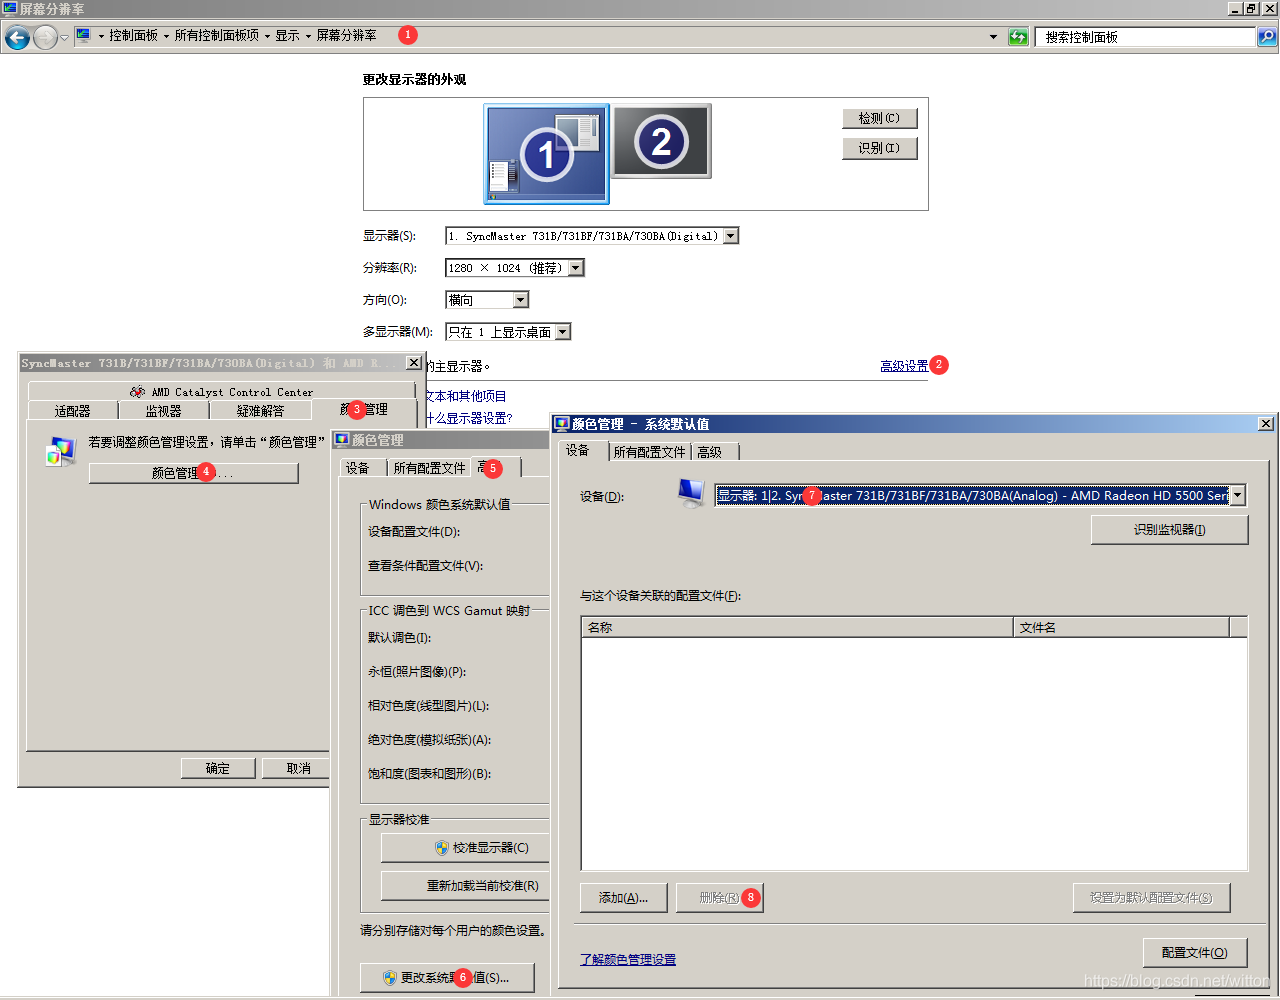 屏幕分辨率
控制面板 所有控制面板项 显示 屏幕分辨率 1
搜索控制面板
更改显示器的外观
1 2
检测(C)
识别(I)
显示器(S): 1. SyncMaster 731B/731BF/731BA/730BA(Digital)
分辨率(R): 1280 × 1024 (推荐)
方向(O): 横向
多显示器(M): 只在 1 上显示桌面
的主显示器。
高级设置 2
文本和其他项目
什么显示器设置?
SyncMaster 731B/731BF/731BA/730BA(Digital) 和 AMD R...
AMD Catalyst Control Center
适配器 监视器 疑难解答 颜 3 管理
若要调整颜色管理设置，请单击“颜色管理”
颜色管理 4 ...
确定 取消
颜色管理
设备 所有配置文件 高 5
Windows 颜色系统默认值
设备配置文件(D):
查看条件配置文件(V):
ICC 调色到 WCS Gamut 映射
默认调色(I):
永恒(照片图像)(P):
相对色度(线型图片)(L):
绝对色度(模拟纸张)(A):
饱和度(图表和图形)(B):
显示器校准
校准显示器(C)
重新加载当前校准(R)
请分别存储对每个用户的颜色设置。
更改系统默 6 值(S)...
颜色管理 - 系统默认值
设备 所有配置文件 高级
设备(D): 显示器: 1|2. Sy 7 aster 731B/731BF/731BA/730BA(Analog) - AMD Radeon HD 5500 Seri
识别监视器(I)
与这个设备关联的配置文件(F):
名称 文件名
添加(A)... 删除(R) 8 设置为默认配置文件(S)
了解颜色管理设置
配置文件(O)
https://blog.csdn.net/witton